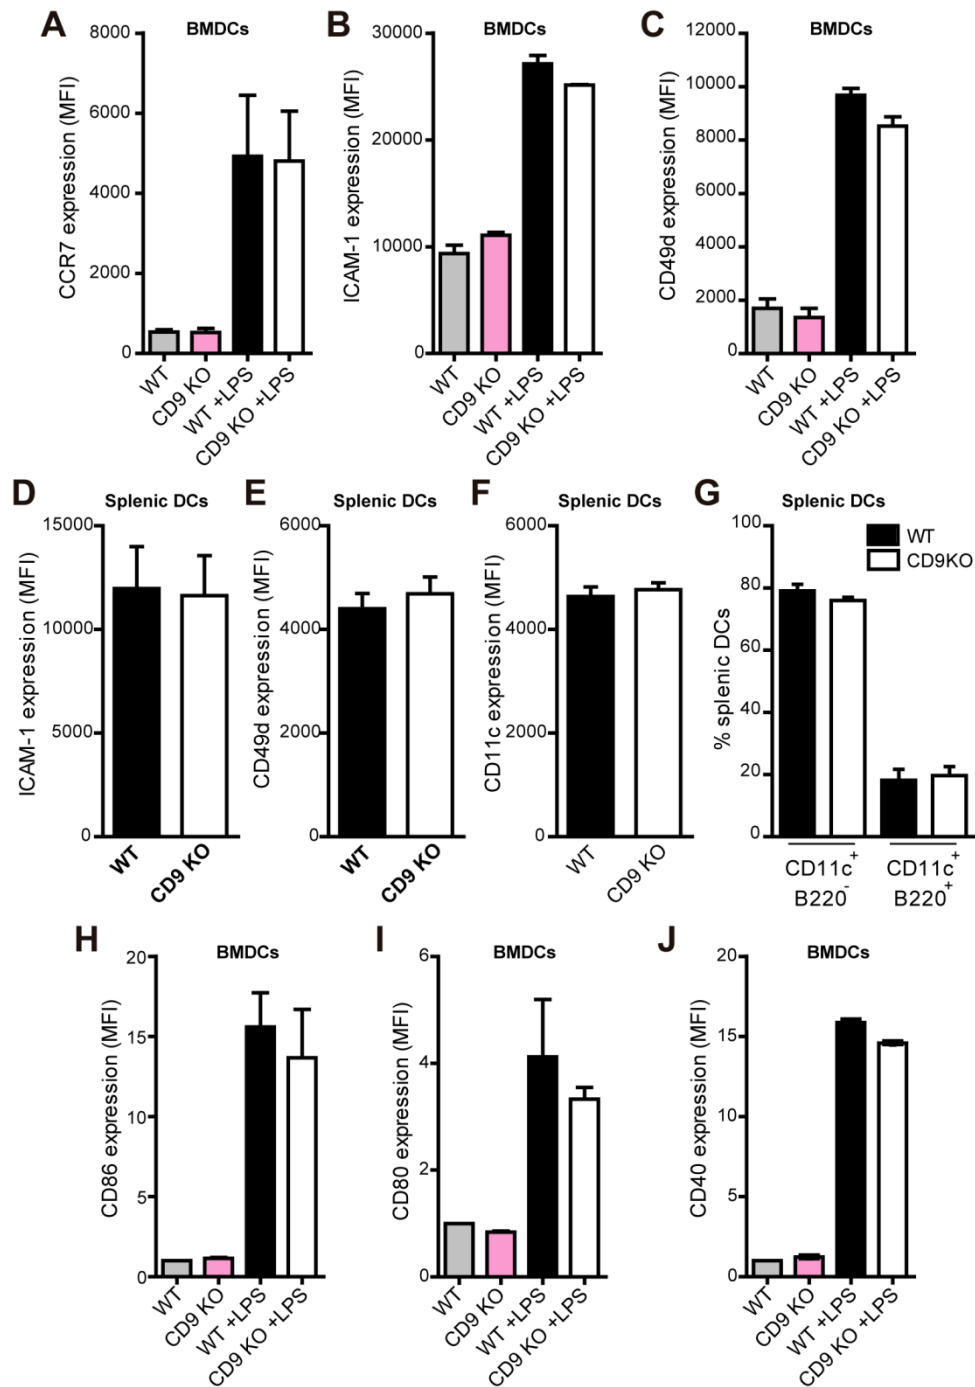 A
BMDCs
CCR7 expression (MFI)
8000
6000
4000
2000
0
WT
CD9 KO
WT +LPS
CD9 KO +LPS
B
BMDCs
ICAM-1 expression (MFI)
30000
20000
10000
0
WT
CD9 KO
WT +LPS
CD9 KO +LPS
C
BMDCs
CD49d expression (MFI)
12000
10000
8000
6000
4000
2000
0
WT
CD9 KO
WT +LPS
CD9 KO +LPS
D
Splenic DCs
ICAM-1 expression (MFI)
15000
10000
5000
0
WT
CD9 KO
E
Splenic DCs
CD49d expression (MFI)
6000
4000
2000
0
WT
CD9 KO
F
Splenic DCs
CD11c expression (MFI)
6000
4000
2000
0
WT
CD9 KO
G
Splenic DCs
% splenic DCs
100
80
60
40
20
0
WT
CD9KO
CD11c⁺
B220⁻
CD11c⁺
B220⁺
H
BMDCs
CD86 expression (MFI)
20
15
10
5
0
WT
CD9 KO
WT +LPS
CD9 KO +LPS
I
BMDCs
CD80 expression (MFI)
6
4
2
0
WT
CD9 KO
WT +LPS
CD9 KO +LPS
J
BMDCs
CD40 expression (MFI)
20
15
10
5
0
WT
CD9 KO
WT +LPS
CD9 KO +LPS